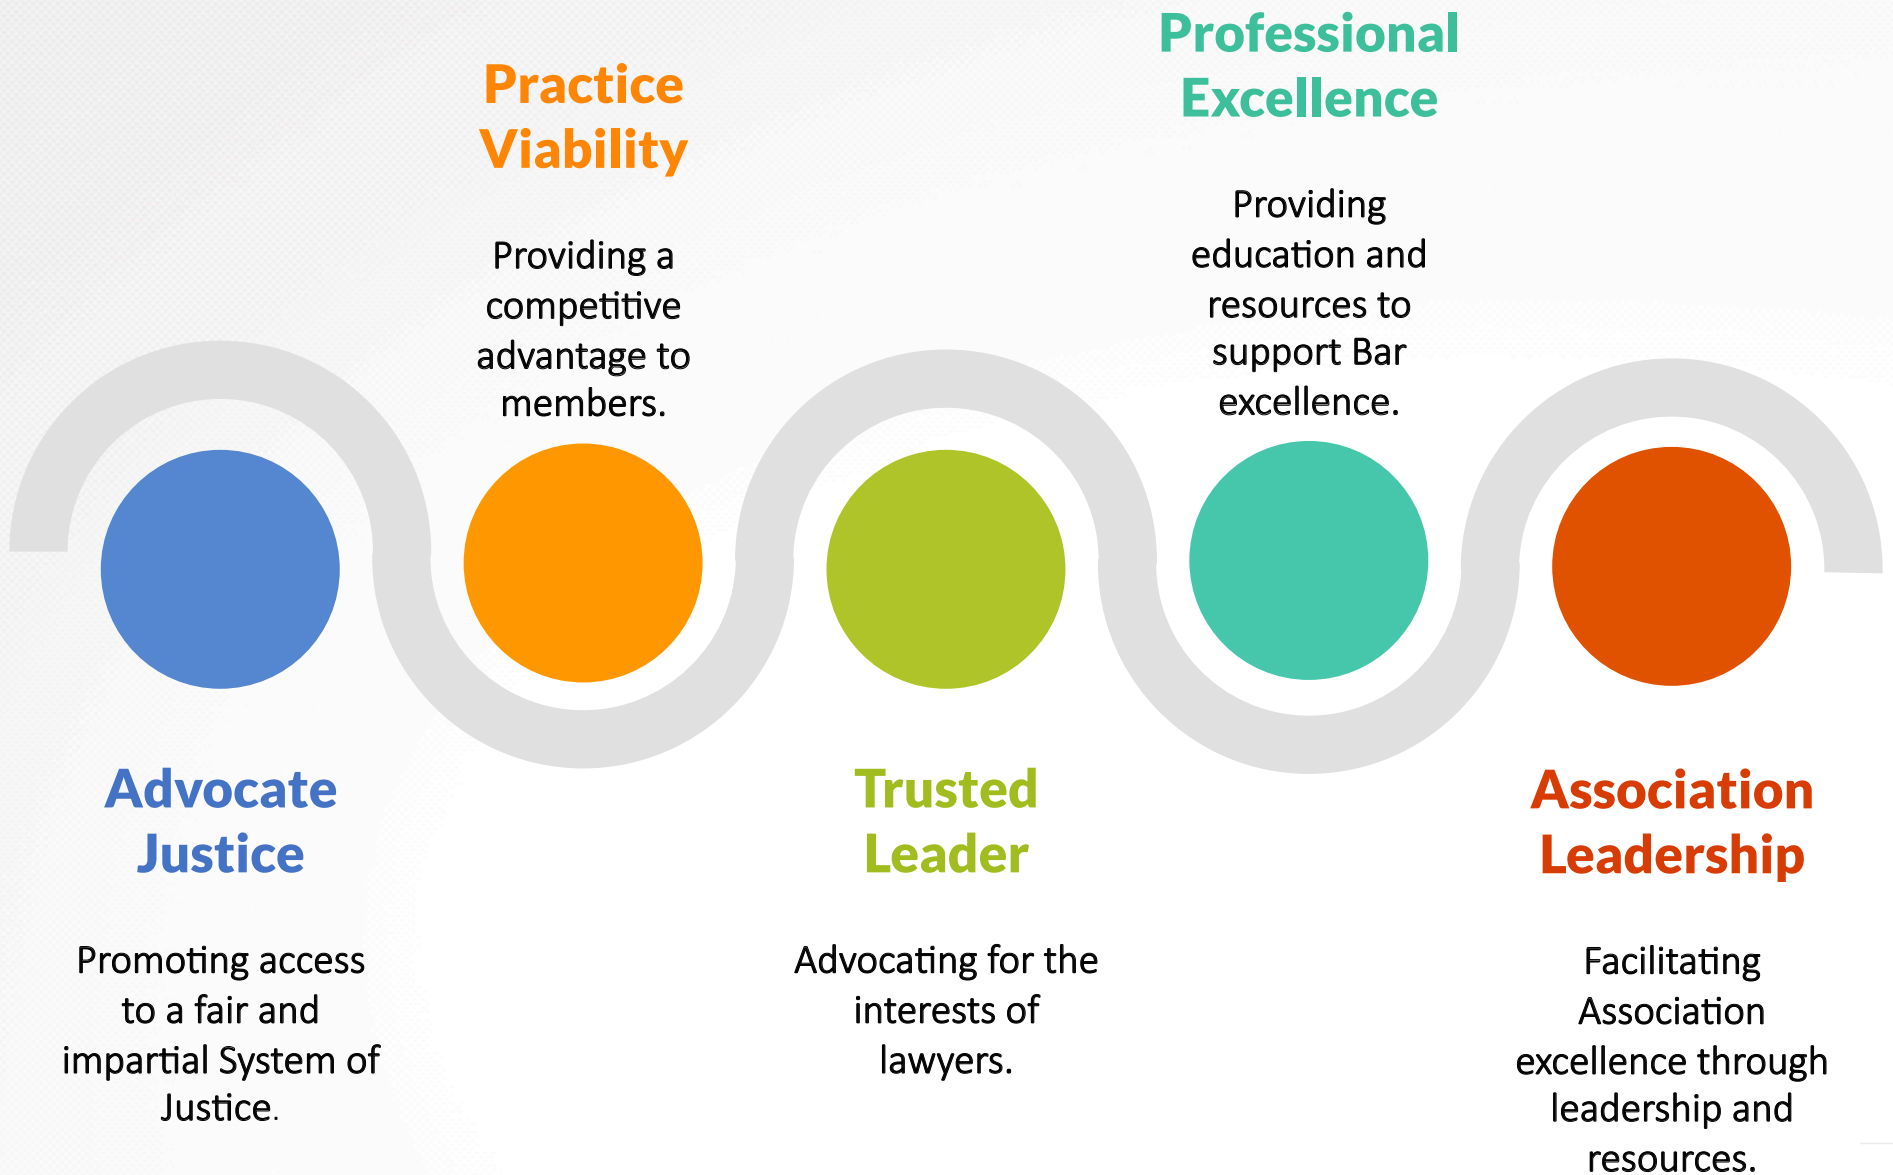 Advocate
Justice
Promoting access
to a fair and
impartial System of
Justice.
Practice
Viability
Providing a
competitive
advantage to
members.
Trusted
Leader
Advocating for the
interests of
lawyers.
Professional
Excellence
Providing
education and
resources to
support Bar
excellence.
Association
Leadership
Facilitating
Association
excellence through
leadership and
resources.